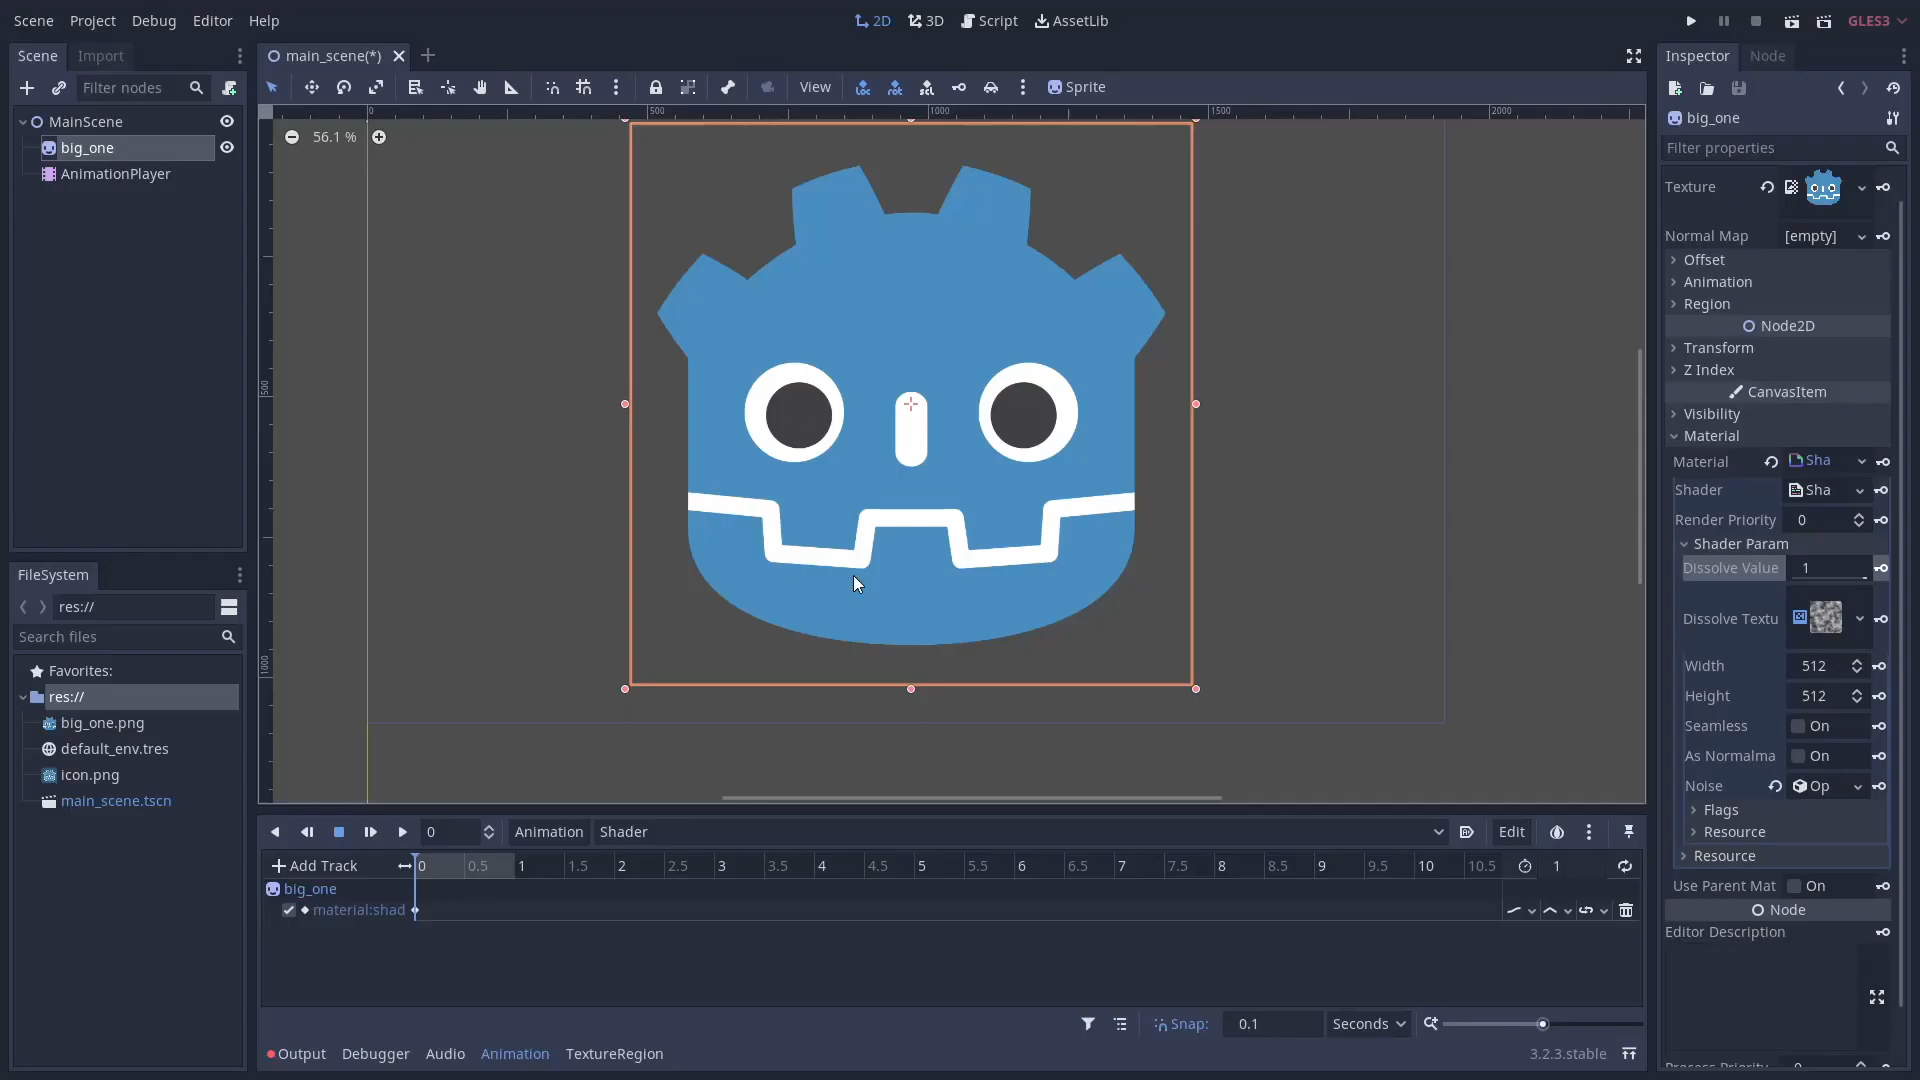 Scene Project Debug Editor Help
2D 3D Script AssetLib
GLES3
Scene Import
Filter nodes
MainScene
big_one
AnimationPlayer
FileSystem
res://
Search files
Favorites:
res://
big_one.png
default_env.tres
icon.png
main_scene.tscn
main_scene(*)
View
Sprite
0 500 1000 1500 2000
56.1 %
500
1000
0
Animation
Shader
Edit
Add Track
0 0.5 1 1.5 2 2.5 3 3.5 4 4.5 5 5.5 6 6.5 7 7.5 8 8.5 9 9.5 10 10.5
1
big_one
material:shad
Snap: 0.1 Seconds
Output Debugger Audio Animation TextureRegion
3.2.3.stable
Inspector Node
big_one
Filter properties
Texture
Normal Map [empty]
Offset
Animation
Region
Node2D
Transform
Z Index
CanvasItem
Visibility
Material
Material Sha
Shader Sha
Render Priority 0
Shader Param
Dissolve Value 1
Dissolve Textu
Width 512
Height 512
Seamless On
As Normalma On
Noise Op
Flags
Resource
Resource
Use Parent Mat On
Node
Editor Description